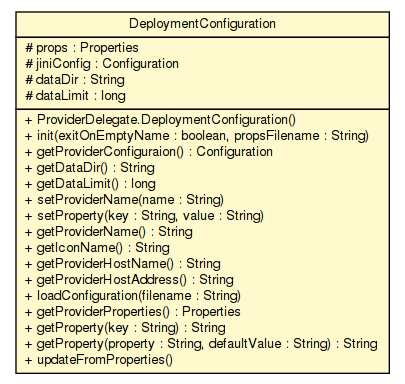 DeploymentConfiguration
# props : Properties
# jiniConfig : Configuration
# dataDir : String
# dataLimit : long
+ ProviderDelegate.DeploymentConfiguration()
+ init(exitOnEmptyName : boolean, propsFilename : String)
+ getProviderConfiguraion() : Configuration
+ getDataDir() : String
+ getDataLimit() : long
+ setProviderName(name : String)
+ setProperty(key : String, value : String)
+ getProviderName() : String
+ getIconName() : String
+ getProviderHostName() : String
+ getProviderHostAddress() : String
+ loadConfiguration(filename : String)
+ getProviderProperties() : Properties
+ getProperty(key : String) : String
+ getProperty(property : String, defaultValue : String) : String
+ updateFromProperties()